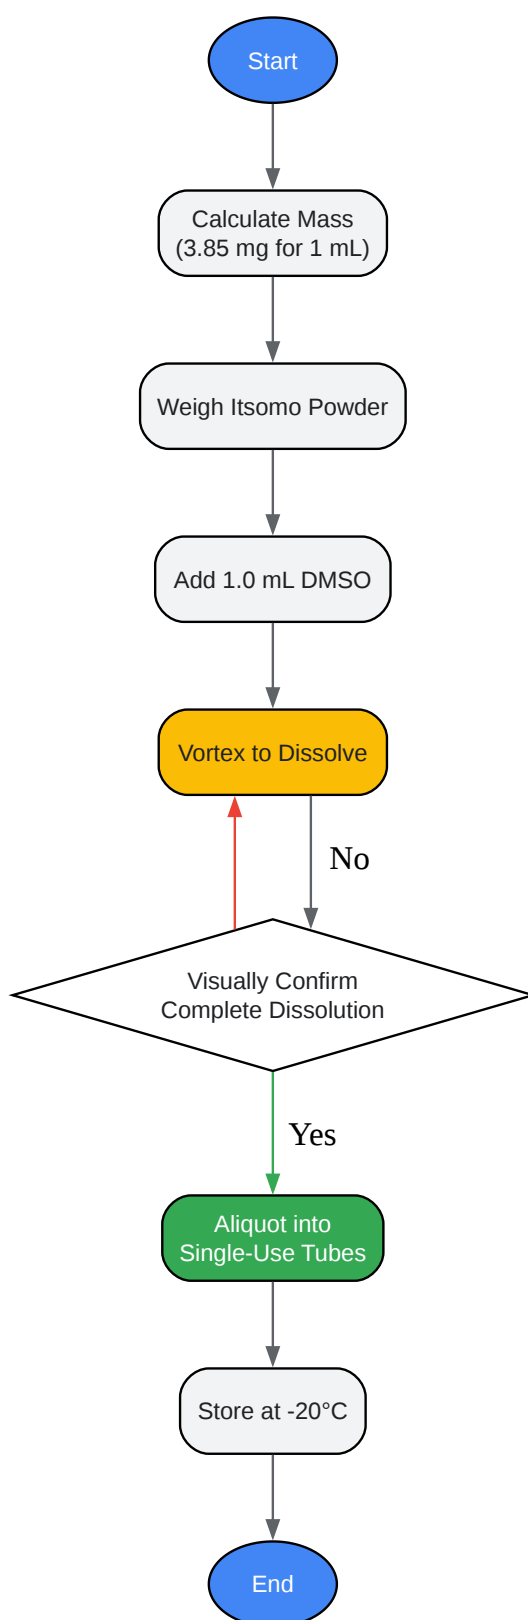 Start
Calculate Mass
(3.85 mg for 1 mL)
Weigh Itsomo Powder
Add 1.0 mL DMSO
Vortex to Dissolve
No
Visually Confirm
Complete Dissolution
Yes
Aliquot into
Single-Use Tubes
Store at -20°C
End